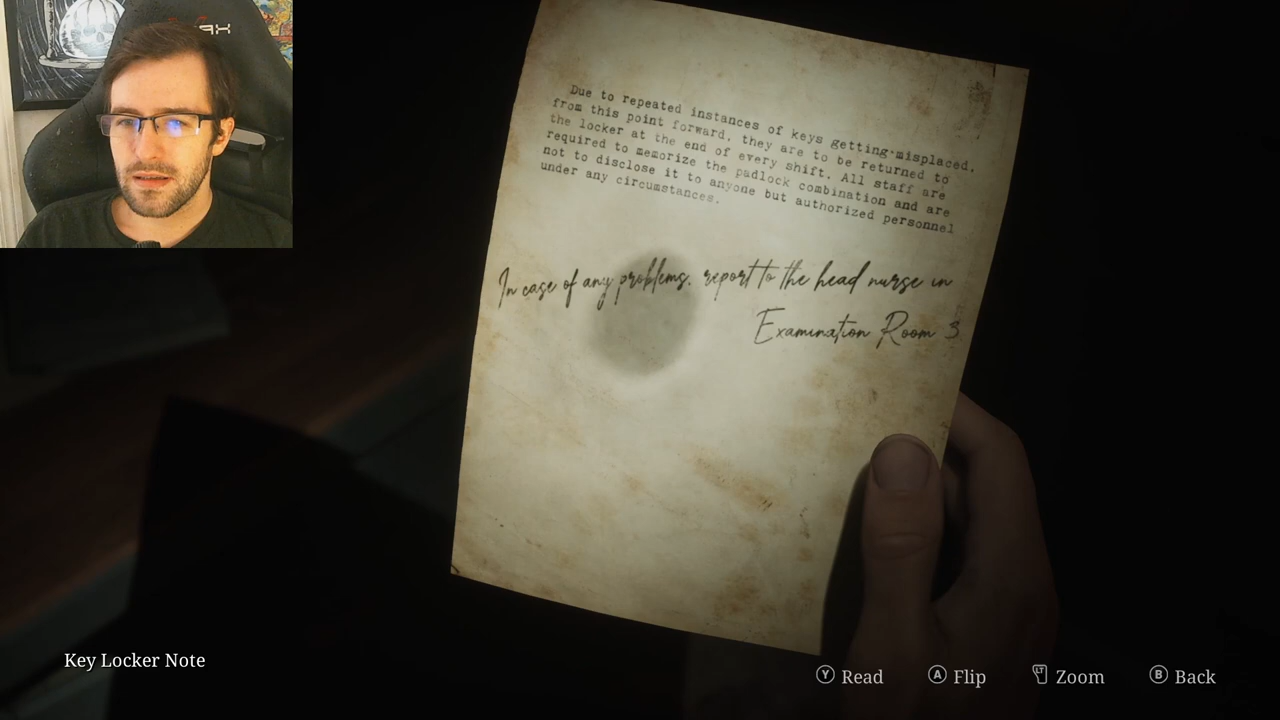 Due to repeated instances of keys getting misplaced,
from this point forward, they are to be returned to
the locker at the end of every shift. All staff are
required to memorize the padlock combination and are
not to disclose it to anyone but authorized personnel
under any circumstances.
In case of any problems, report to the head nurse in
Examination Room 3
Key Locker Note
Y Read
A Flip
LT Zoom
B Back